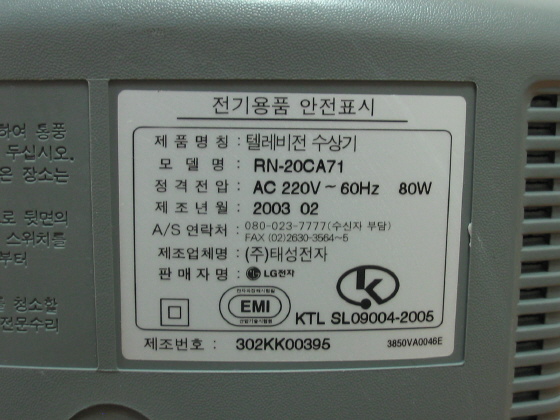 하여 통풍
두십시오.
온 장소는
로 뒷면의
스위치를
부터
를 청소할
전문수리
전기용품 안전표시
제품명칭 : 텔레비전 수상기
모델명 : RN-20CA71
정격전압 : AC 220V~60Hz 80W
제조년월 : 2003 02
A/S 연락처 : 080-023-7777(수신자 부담)
FAX (02)2630-3564~5
제조업체명 : (주)태성전자
판매자명 : LG전자
EMI
KTL SL09004-2005
제조번호 : 302KK00395
3850VA0046E